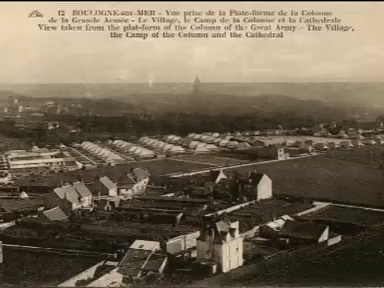 12 BOULOGNE-sur-MER - Vue prise de la Plate-forme de la Colonne
de la Grande Armée - Le Village, le Camp de la Colonne et la Cathédrale
View taken from the plat-form of the Column of the Great Army - The Village,
the Camp of the Column and the Cathedral